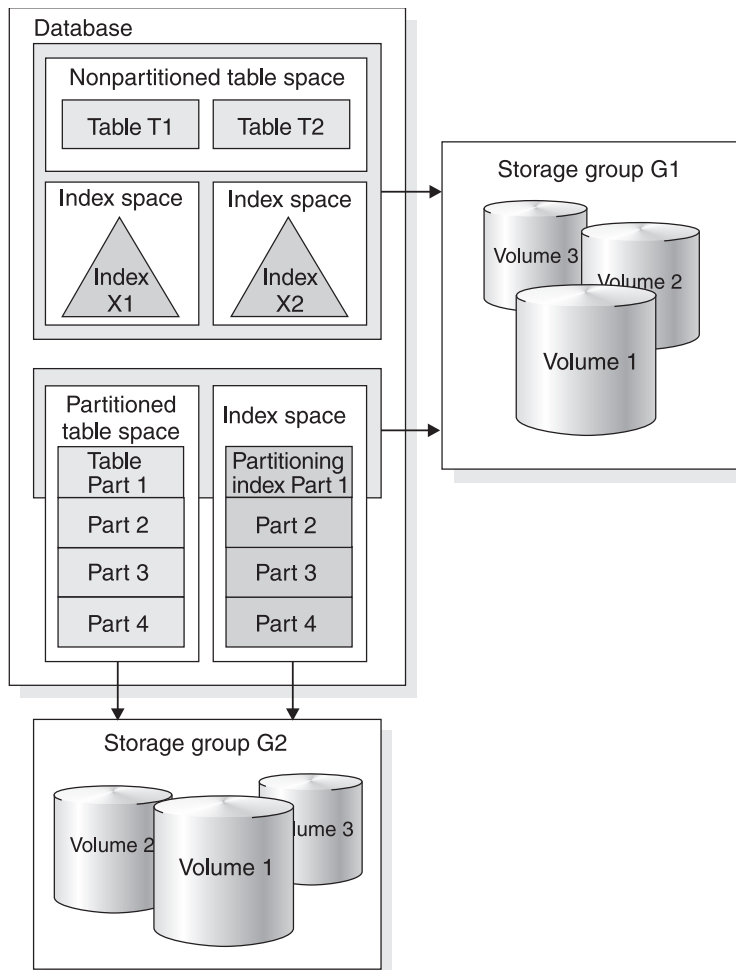 Database
Nonpartitioned table space
Table T1
Table T2
Index space
Index X1
Index space
Index X2
Storage group G1
Volume 3
Volume 2
Volume 1
Partitioned
table space
Table
Part 1
Part 2
Part 3
Part 4
Index space
Partitioning
index Part 1
Part 2
Part 3
Part 4
Storage group G2
Volume 2
Volume 1
lume 3